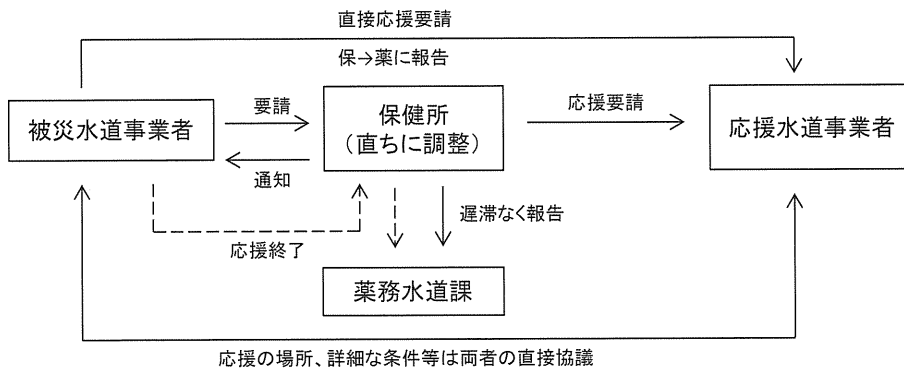 直接応援要請
保→薬に報告
被災水道事業者
要請
通知
保健所
(直ちに調整)
応援要請
応援水道事業者
応援終了
遅滞なく報告
薬務水道課
応援の場所、詳細な条件等は両者の直接協議